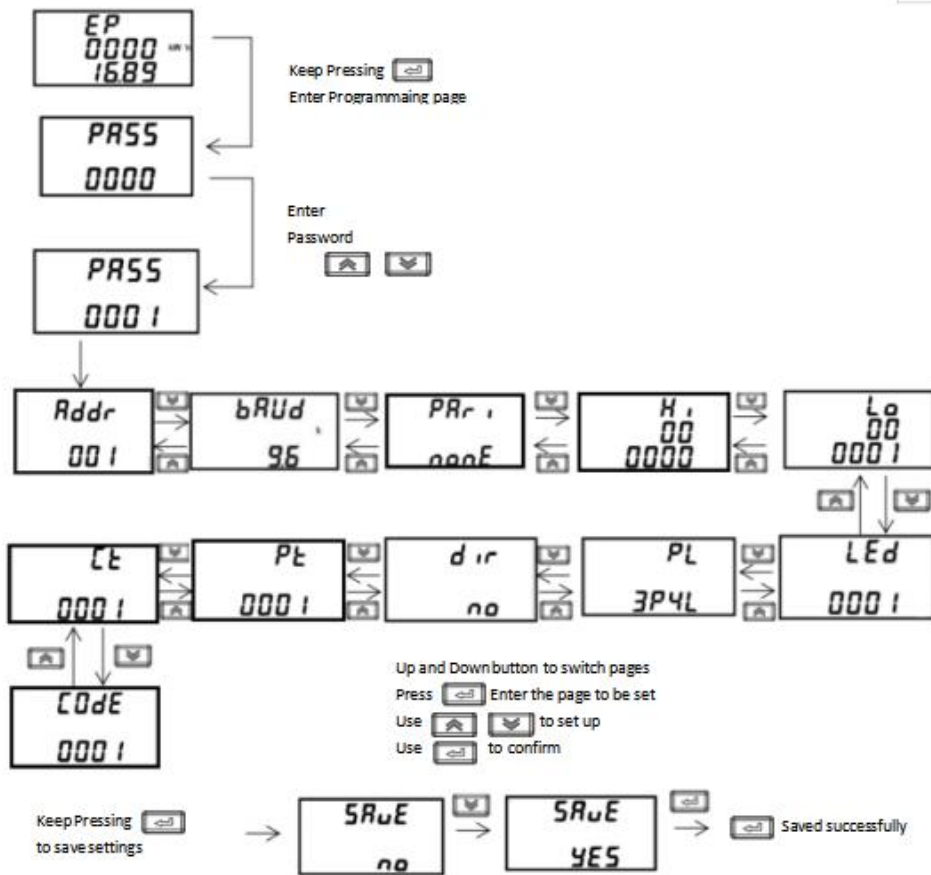 EP
0000
16.89
Keep Pressing
Enter Programmaing page
PASS
0000
Enter
Password
PASS
0001
Addr
001
bAUd
9.6
PAri
nonE
Hi
00
0000
Lo
00
0001
Ct
0001
Pt
0001
dir
no
PL
3P4L
LEd
0001
COdE
0001
Up and Down button to switch pages
Press Enter the page to be set
Use to set up
Use to confirm
Keep Pressing
to save settings
SAvE
no
SAvE
YES
Saved successfully